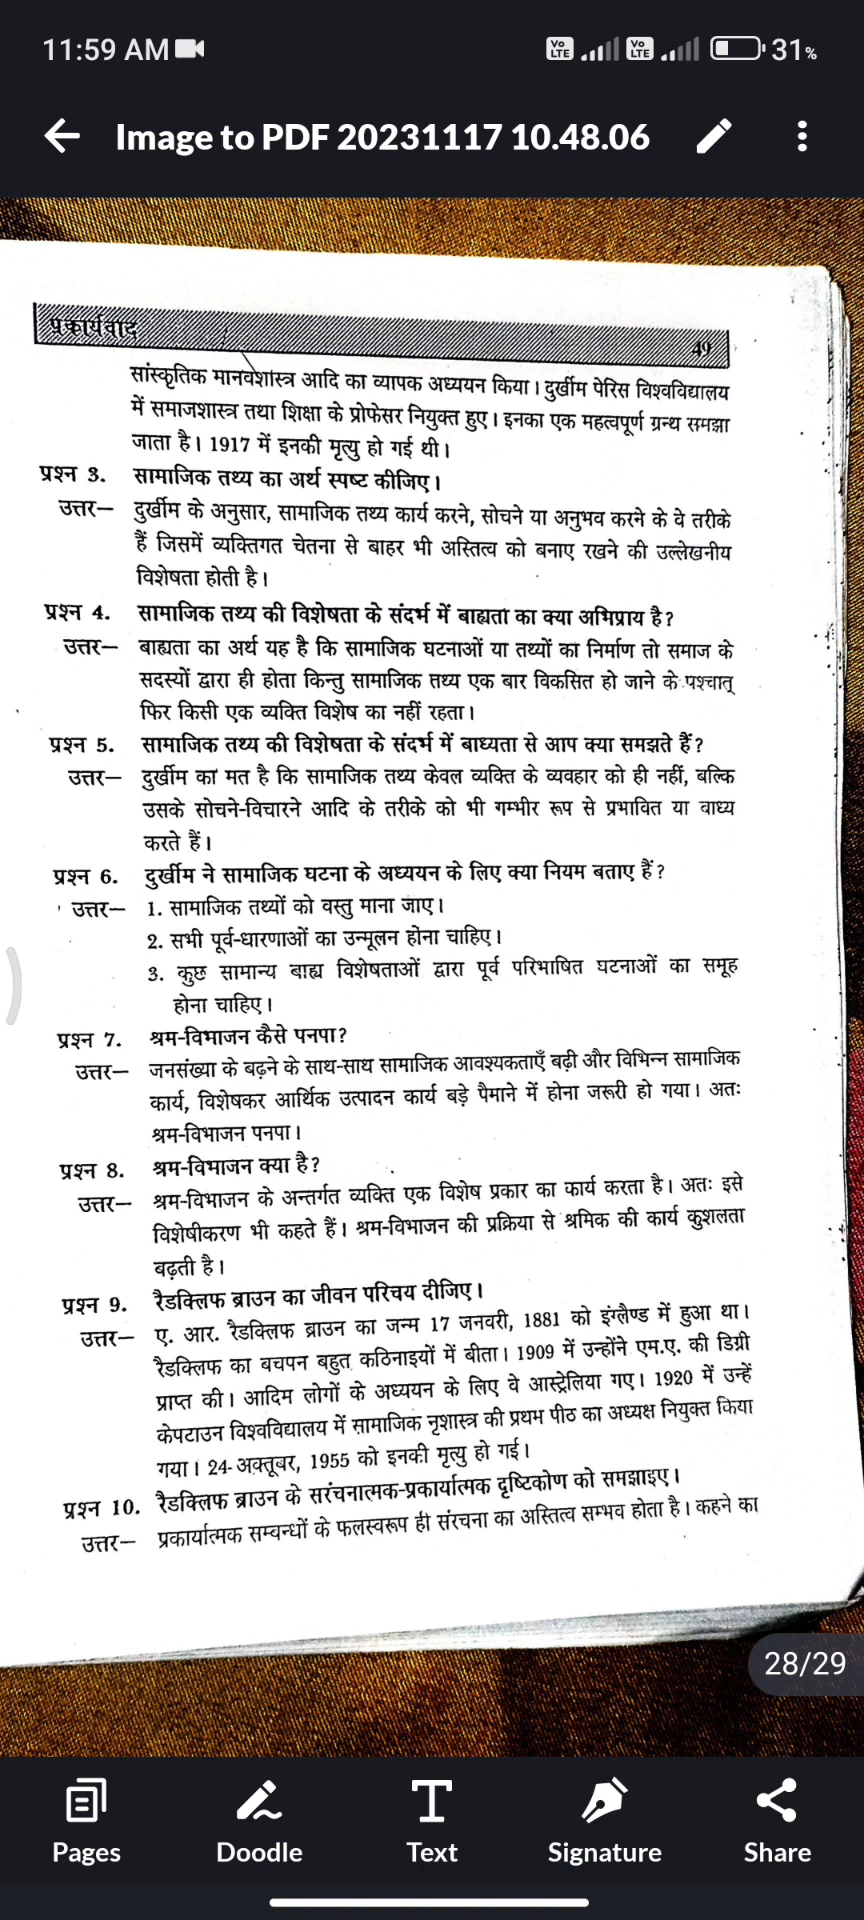 11:59 AM
Vo LTE Vo LTE 31%
Image to PDF 20231117 10.48.06
प्रकार्यवाद 49
सांस्कृतिक मानवशास्त्र आदि का व्यापक अध्ययन किया। दुर्खीम पेरिस विश्वविद्यालय
में समाजशास्त्र तथा शिक्षा के प्रोफेसर नियुक्त हुए। इनका एक महत्वपूर्ण ग्रन्थ समझा
जाता है। 1917 में इनकी मृत्यु हो गई थी।
प्रश्न 3. सामाजिक तथ्य का अर्थ स्पष्ट कीजिए।
उत्तर– दुर्खीम के अनुसार, सामाजिक तथ्य कार्य करने, सोचने या अनुभव करने के वे तरीके
हैं जिसमें व्यक्तिगत चेतना से बाहर भी अस्तित्व को बनाए रखने की उल्लेखनीय
विशेषता होती है।
प्रश्न 4. सामाजिक तथ्य की विशेषता के संदर्भ में बाह्यता का क्या अभिप्राय है?
उत्तर– बाह्यता का अर्थ यह है कि सामाजिक घटनाओं या तथ्यों का निर्माण तो समाज के
सदस्यों द्वारा ही होता किन्तु सामाजिक तथ्य एक बार विकसित हो जाने के पश्चात्
फिर किसी एक व्यक्ति विशेष का नहीं रहता।
प्रश्न 5. सामाजिक तथ्य की विशेषता के संदर्भ में बाध्यता से आप क्या समझते हैं?
उत्तर– दुर्खीम का मत है कि सामाजिक तथ्य केवल व्यक्ति के व्यवहार को ही नहीं, बल्कि
उसके सोचने-विचारने आदि के तरीके को भी गम्भीर रूप से प्रभावित या वाध्य
करते हैं।
प्रश्न 6. दुर्खीम ने सामाजिक घटना के अध्ययन के लिए क्या नियम बताए हैं?
उत्तर– 1. सामाजिक तथ्यों को वस्तु माना जाए।
2. सभी पूर्व-धारणाओं का उन्मूलन होना चाहिए।
3. कुछ सामान्य बाह्य विशेषताओं द्वारा पूर्व परिभाषित घटनाओं का समूह
होना चाहिए।
प्रश्न 7. श्रम-विभाजन कैसे पनपा?
उत्तर– जनसंख्या के बढ़ने के साथ-साथ सामाजिक आवश्यकताएँ बढ़ी और विभिन्न सामाजिक
कार्य, विशेषकर आर्थिक उत्पादन कार्य बड़े पैमाने में होना जरूरी हो गया। अतः
श्रम-विभाजन पनपा।
प्रश्न 8. श्रम-विभाजन क्या है?
उत्तर– श्रम-विभाजन के अन्तर्गत व्यक्ति एक विशेष प्रकार का कार्य करता है। अतः इसे
विशेषीकरण भी कहते हैं। श्रम-विभाजन की प्रक्रिया से श्रमिक की कार्य कुशलता
बढ़ती है।
प्रश्न 9. रैडक्लिफ ब्राउन का जीवन परिचय दीजिए।
उत्तर– ए. आर. रैडक्लिफ ब्राउन का जन्म 17 जनवरी, 1881 को इंग्लैण्ड में हुआ था।
रैडक्लिफ का बचपन बहुत कठिनाइयों में बीता। 1909 में उन्होंने एम.ए. की डिग्री
प्राप्त की। आदिम लोगों के अध्ययन के लिए वे आस्ट्रेलिया गए। 1920 में उन्हें
केपटाउन विश्वविद्यालय में सामाजिक नृशास्त्र की प्रथम पीठ का अध्यक्ष नियुक्त किया
गया। 24-अक्तूबर, 1955 को इनकी मृत्यु हो गई।
प्रश्न 10. रैडक्लिफ ब्राउन के सरंचनात्मक-प्रकार्यात्मक दृष्टिकोण को समझाइए।
उत्तर– प्रकार्यात्मक सम्बन्धों के फलस्वरूप ही संरचना का अस्तित्व सम्भव होता है। कहने का
28/29
Pages Doodle Text Signature Share